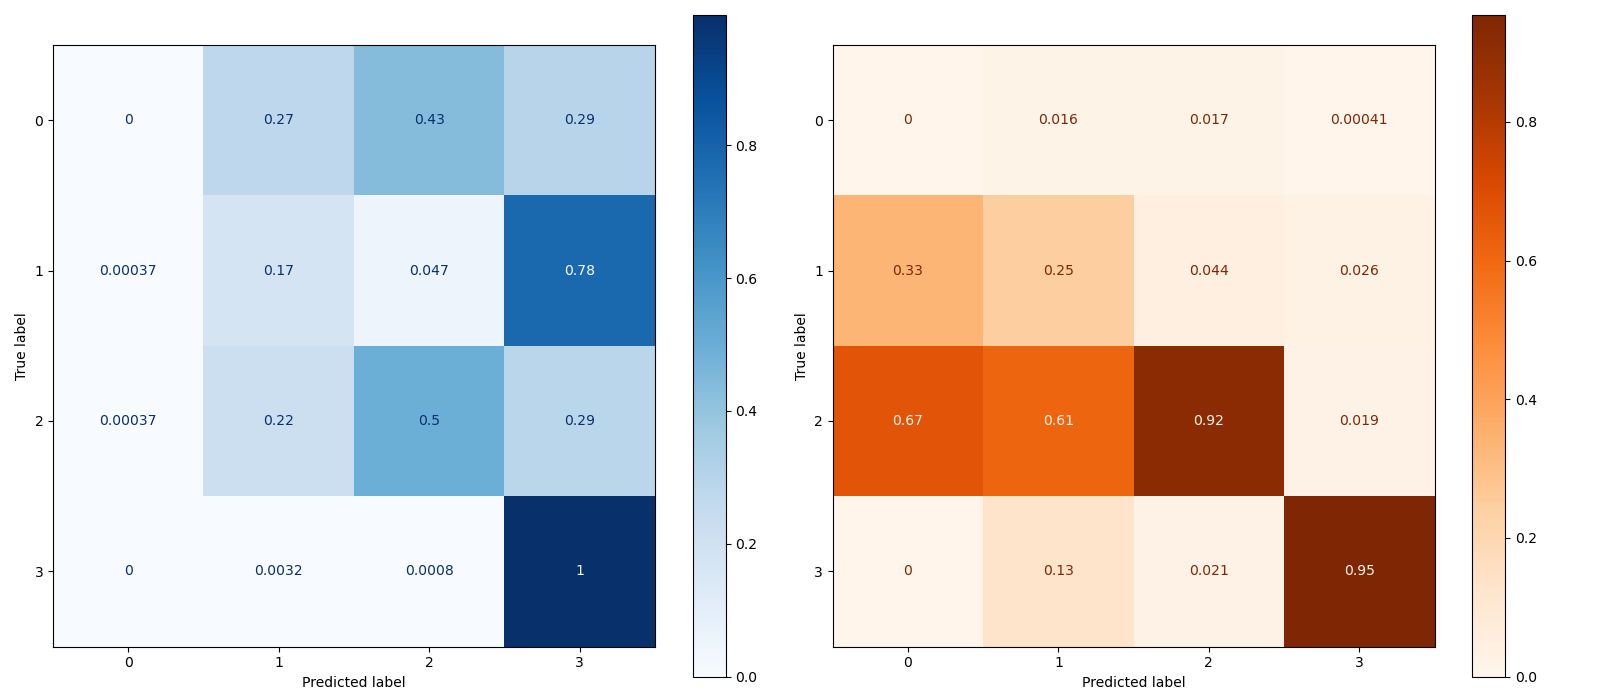 0 0 0.27 0.43 0.29
1 0.00037 0.17 0.047 0.78
2 0.00037 0.22 0.5 0.29
3 0 0.0032 0.0008 1
0 1 2 3
Predicted label
True label
0.8
0.6
0.4
0.2
0.0
0 0 0.016 0.017 0.00041
1 0.33 0.25 0.044 0.026
2 0.67 0.61 0.92 0.019
3 0 0.13 0.021 0.95
0 1 2 3
Predicted label
True label
0.8
0.6
0.4
0.2
0.0